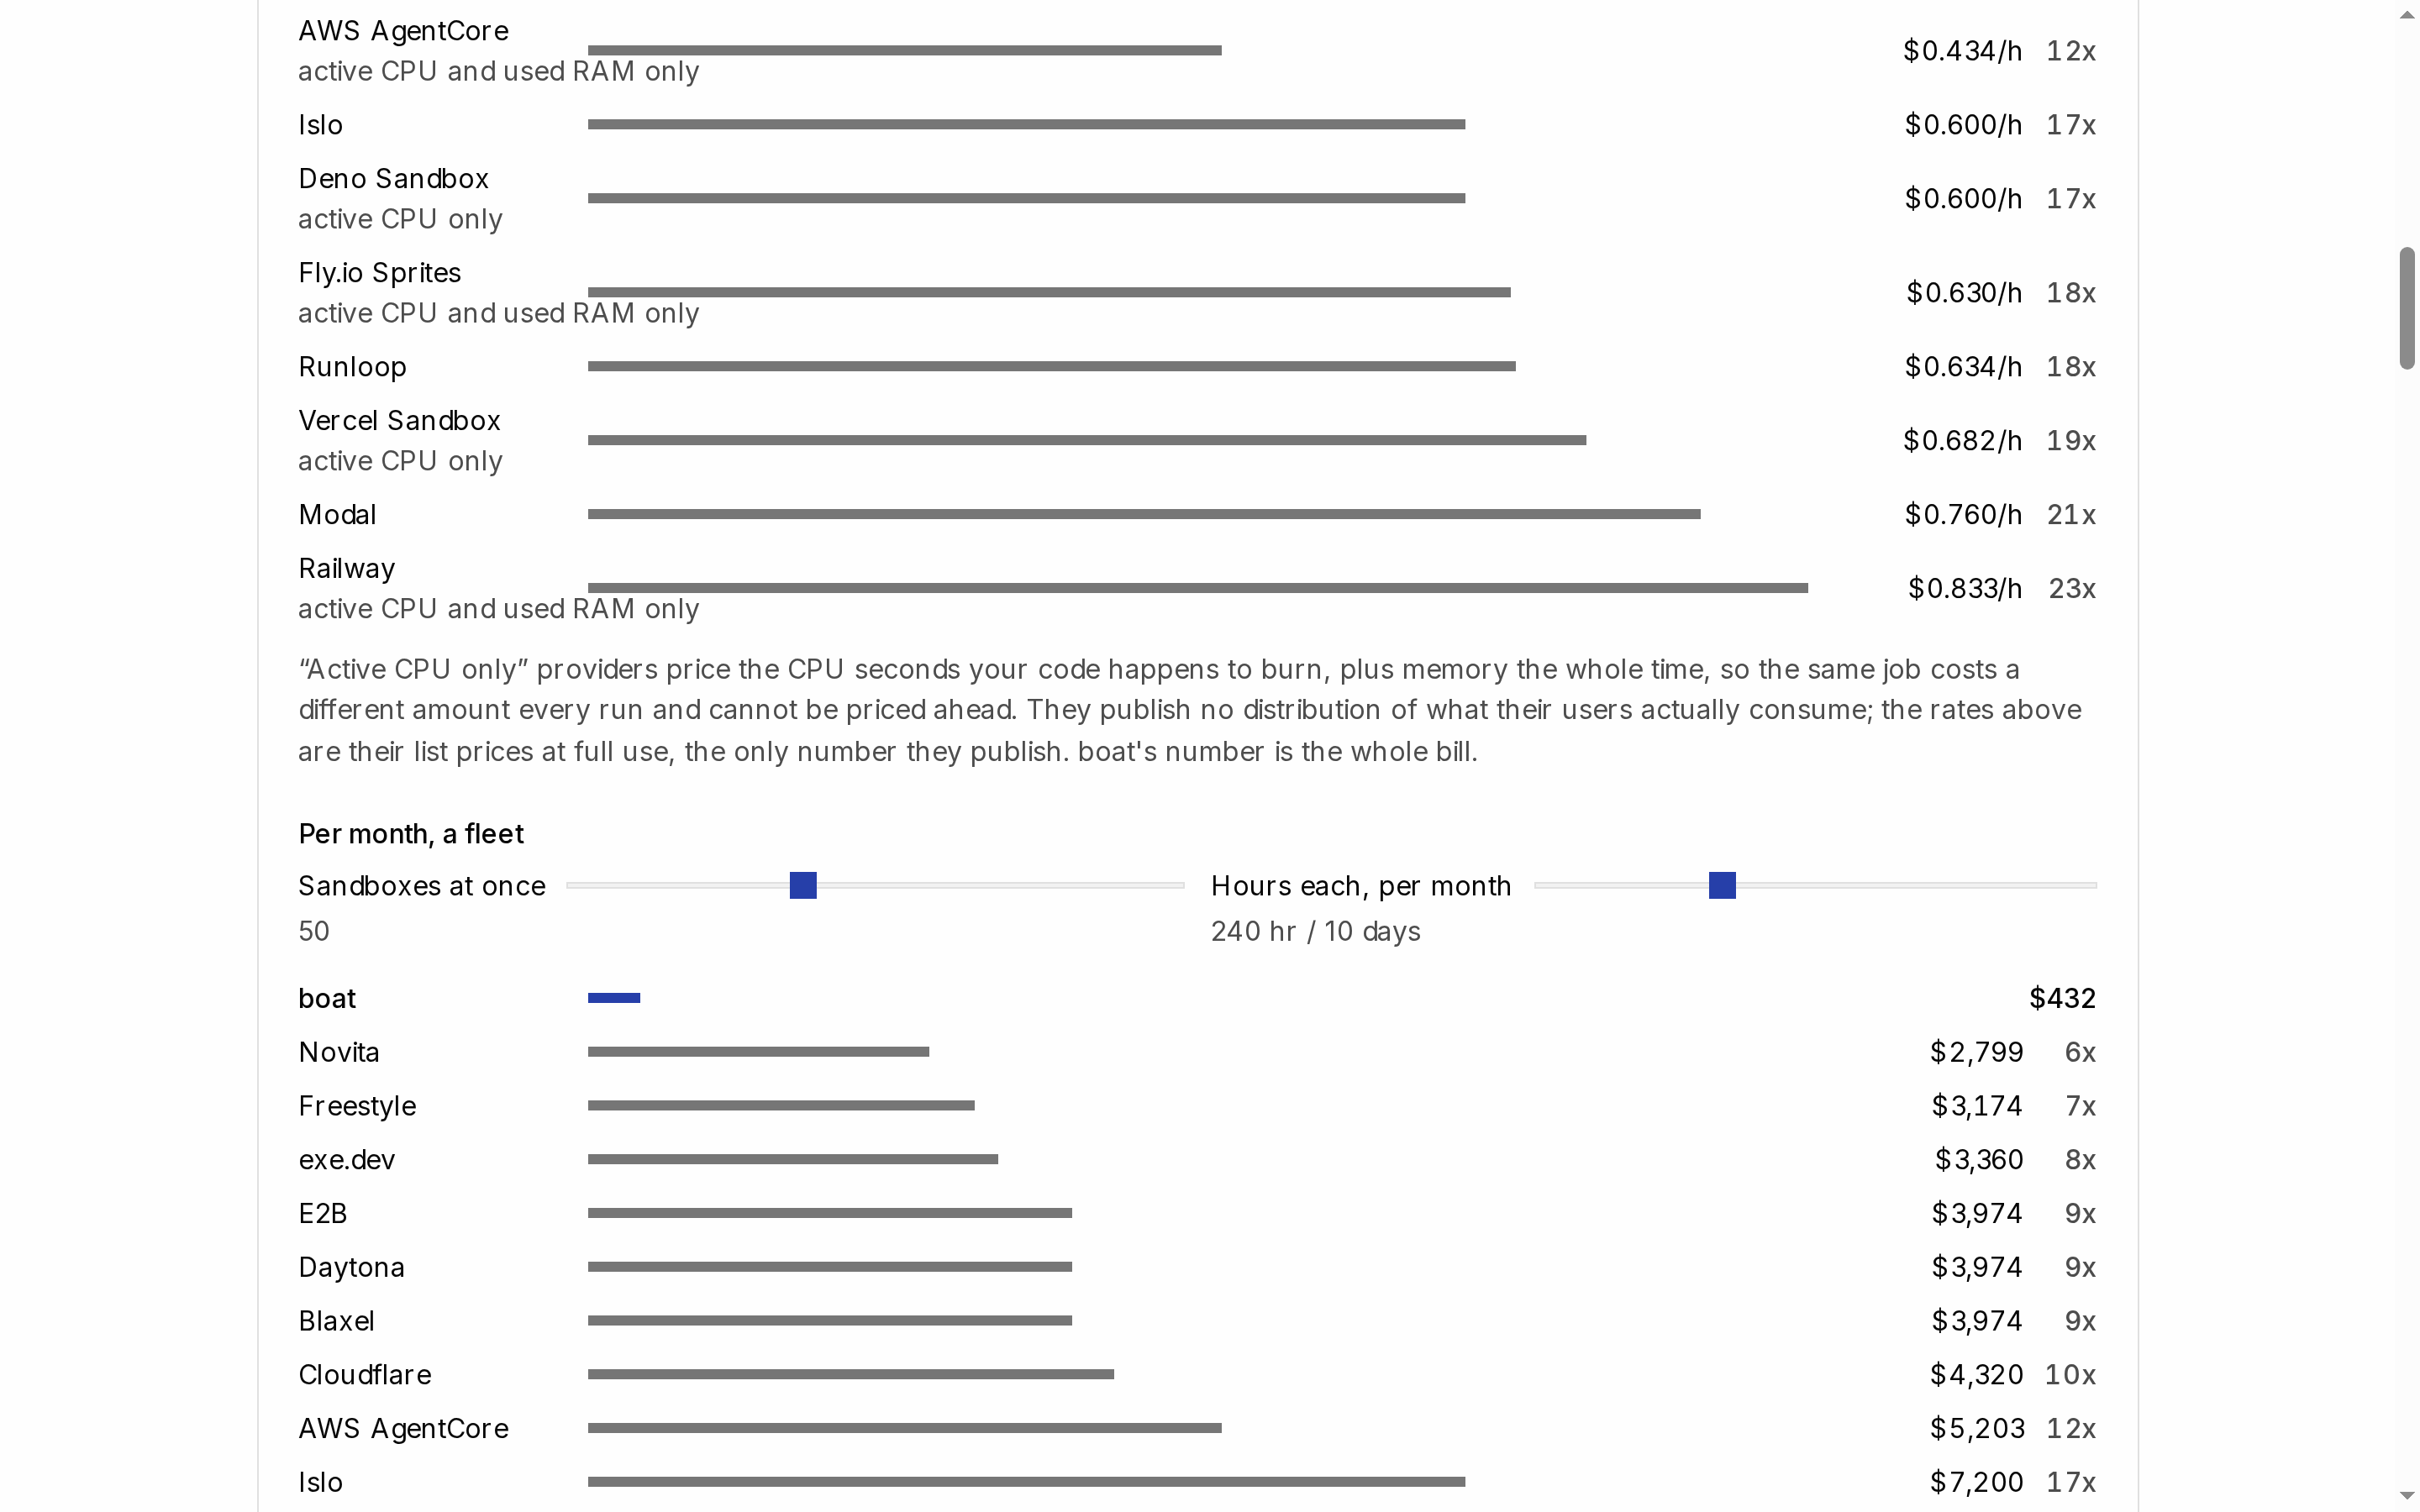 AWS AgentCore
active CPU and used RAM only
$0.434/h 12x
Islo $0.600/h 17x
Deno Sandbox
active CPU only
$0.600/h 17x
Fly.io Sprites
active CPU and used RAM only
$0.630/h 18x
Runloop $0.634/h 18x
Vercel Sandbox
active CPU only
$0.682/h 19x
Modal $0.760/h 21x
Railway
active CPU and used RAM only
$0.833/h 23x
“Active CPU only” providers price the CPU seconds your code happens to burn, plus memory the whole time, so the same job costs a
different amount every run and cannot be priced ahead. They publish no distribution of what their users actually consume; the rates above
are their list prices at full use, the only number they publish. boat's number is the whole bill.
Per month, a fleet
Sandboxes at once
50
Hours each, per month
240 hr / 10 days
boat $432
Novita $2,799 6x
Freestyle $3,174 7x
exe.dev $3,360 8x
E2B $3,974 9x
Daytona $3,974 9x
Blaxel $3,974 9x
Cloudflare $4,320 10x
AWS AgentCore $5,203 12x
Islo $7,200 17x